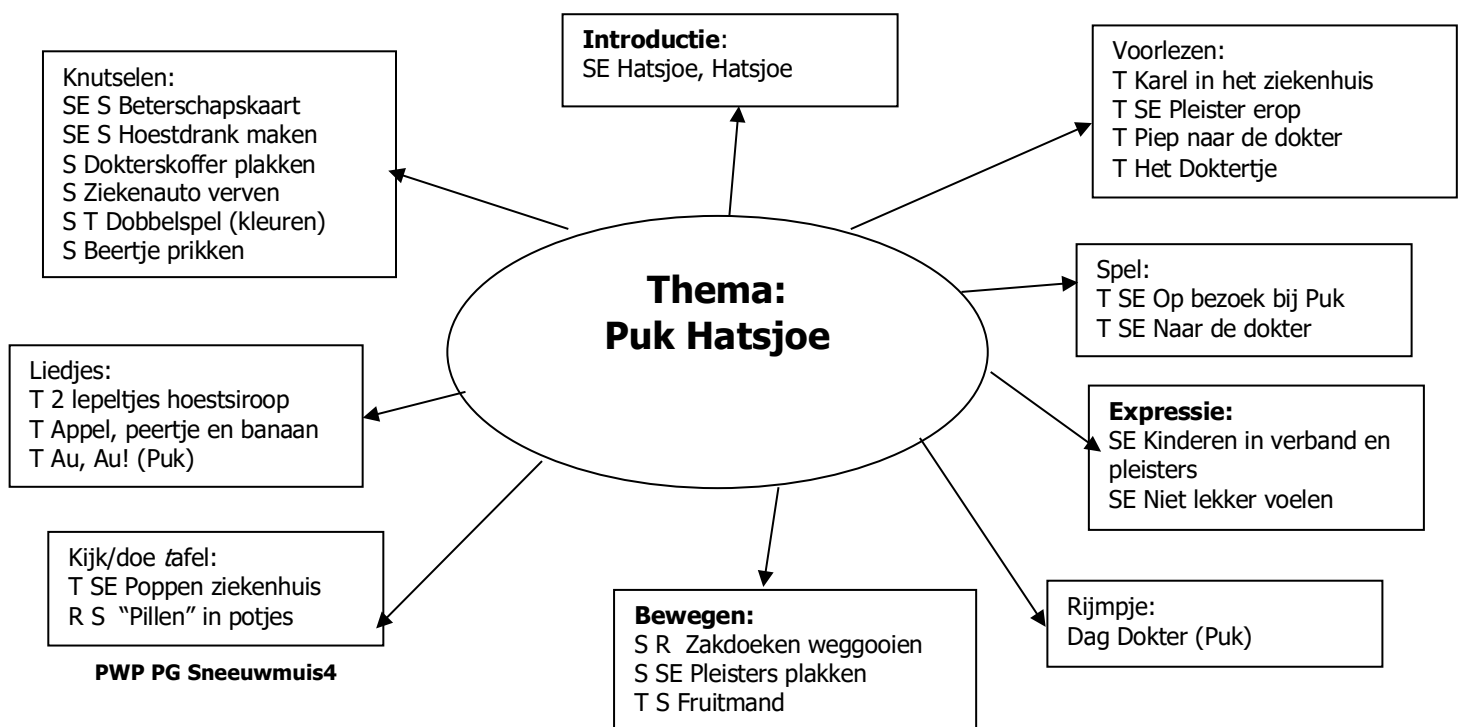 Introductie:
SE Hatsjoe, Hatsjoe
Knutselen:
SE S Beterschapskaart
SE S Hoestdrank maken
S Dokterskoffer plakken
S Ziekenauto verven
S T Dobbelspel (kleuren)
S Beertje prikken
Voorlezen:
T Karel in het ziekenhuis
T SE Pleister erop
T Piep naar de dokter
T Het Doktertje
Thema:
Puk Hatsjoe
Spel:
T SE Op bezoek bij Puk
T SE Naar de dokter
Liedjes:
T 2 lepeltjes hoestsiroop
T Appel, peertje en banaan
T Au, Au! (Puk)
Expressie:
SE Kinderen in verband en
pleisters
SE Niet lekker voelen
Kijk/doe tafel:
T SE Poppen ziekenhuis
R S “Pillen” in potjes
Bewegen:
S R Zakdoeken weggooien
S SE Pleisters plakken
T S Fruitmand
Rijmpje:
Dag Dokter (Puk)
PWP PG Sneeuwmuis4